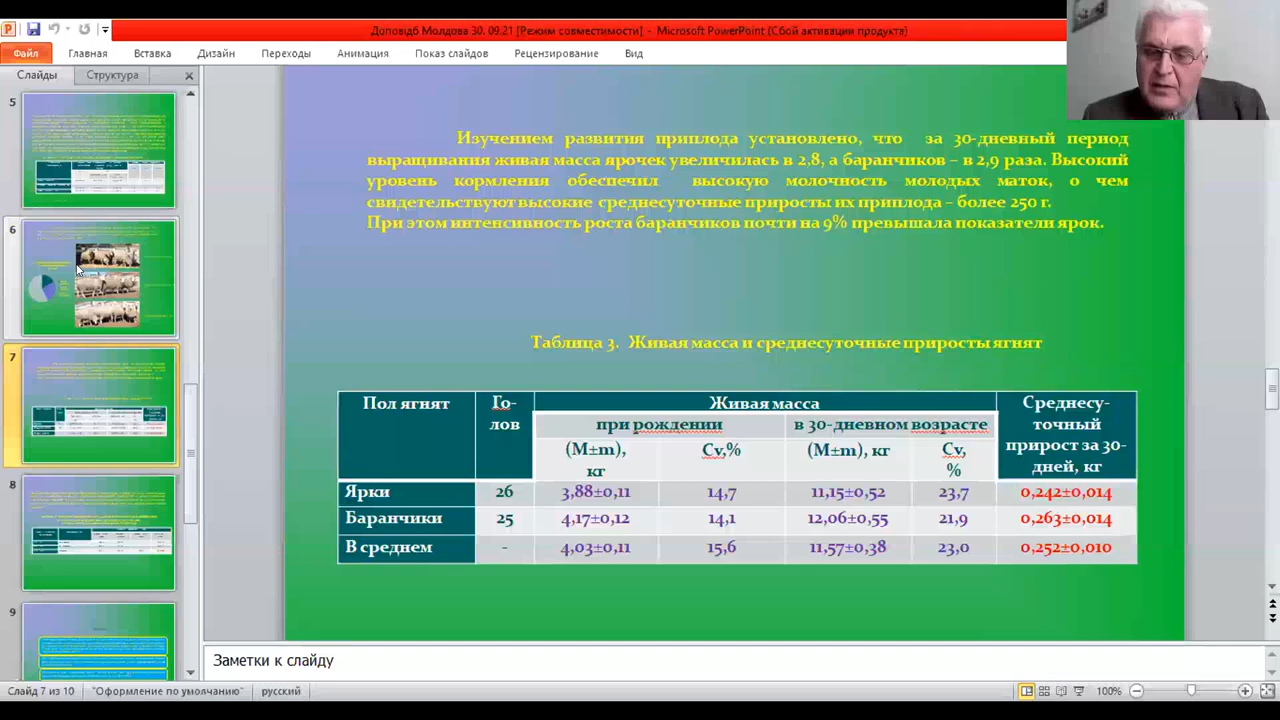 Доповідб Молдова 30. 09.21 [Режим совместимости] - Microsoft PowerPoint (Сбой активации продукта)
Файл Главная Вставка Дизайн Переходы Анимация Показ слайдов Рецензирование Вид
Слайды Структура
5
6
7
8
9
Изучением развития приплода установлено, что за 30-дневный период
выращивания живая масса ярочек увеличилась в 2,8, а баранчиков – в 2,9 раза. Высокий
уровень кормления обеспечил высокую молочность молодых маток, о чем
свидетельствуют высокие среднесуточные приросты их приплода – более 250 г.
При этом интенсивность роста баранчиков почти на 9% превышала показатели ярок.
Таблица 3. Живая масса и среднесуточные приросты ягнят
Пол ягнят
Го-
лов
Живая масса
при рождении
в 30-дневном возрасте
(М±m),
кг
Cv,%
(М±m), кг
Cv,
%
Среднесу-
точный
прирост за 30-
дней, кг
Ярки 26 3,88±0,11 14,7 11,15±0,52 23,7 0,242±0,014
Баранчики 25 4,17±0,12 14,1 12,06±0,55 21,9 0,263±0,014
В среднем - 4,03±0,11 15,6 11,57±0,38 23,0 0,252±0,010
Заметки к слайду
Слайд 7 из 10 "Оформление по умолчанию" русский 100%